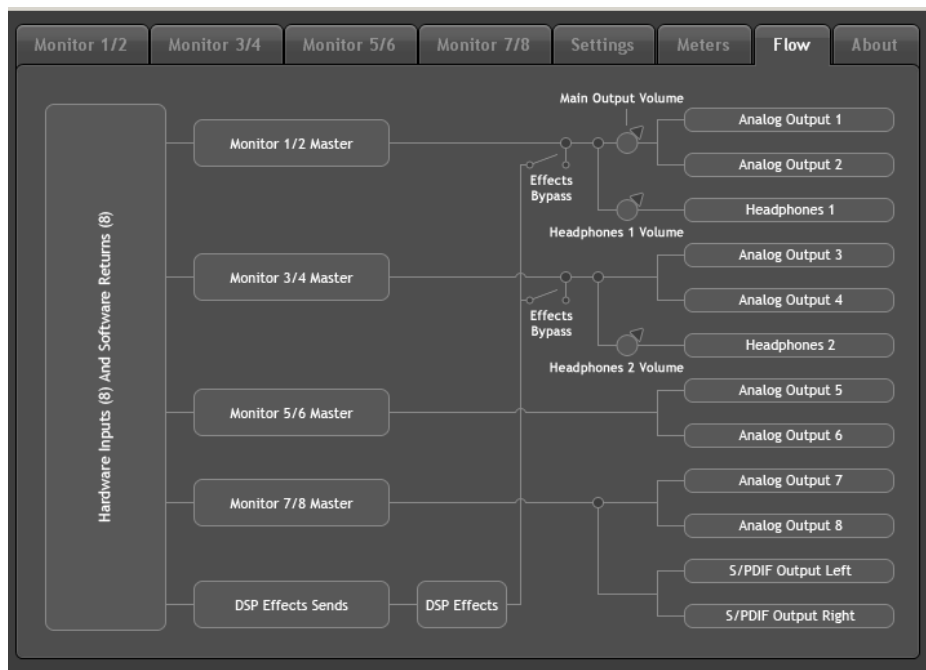 Monitor 1/2
Monitor 3/4
Monitor 5/6
Monitor 7/8
Settings
Meters
Flow
About
Hardware Inputs (8) And Software Returns (8)
Monitor 1/2 Master
Main Output Volume
Analog Output 1
Analog Output 2
Effects
Bypass
Headphones 1
Headphones 1 Volume
Monitor 3/4 Master
Analog Output 3
Analog Output 4
Effects
Bypass
Headphones 2
Headphones 2 Volume
Monitor 5/6 Master
Analog Output 5
Analog Output 6
Monitor 7/8 Master
Analog Output 7
Analog Output 8
S/PDIF Output Left
S/PDIF Output Right
DSP Effects Sends
DSP Effects